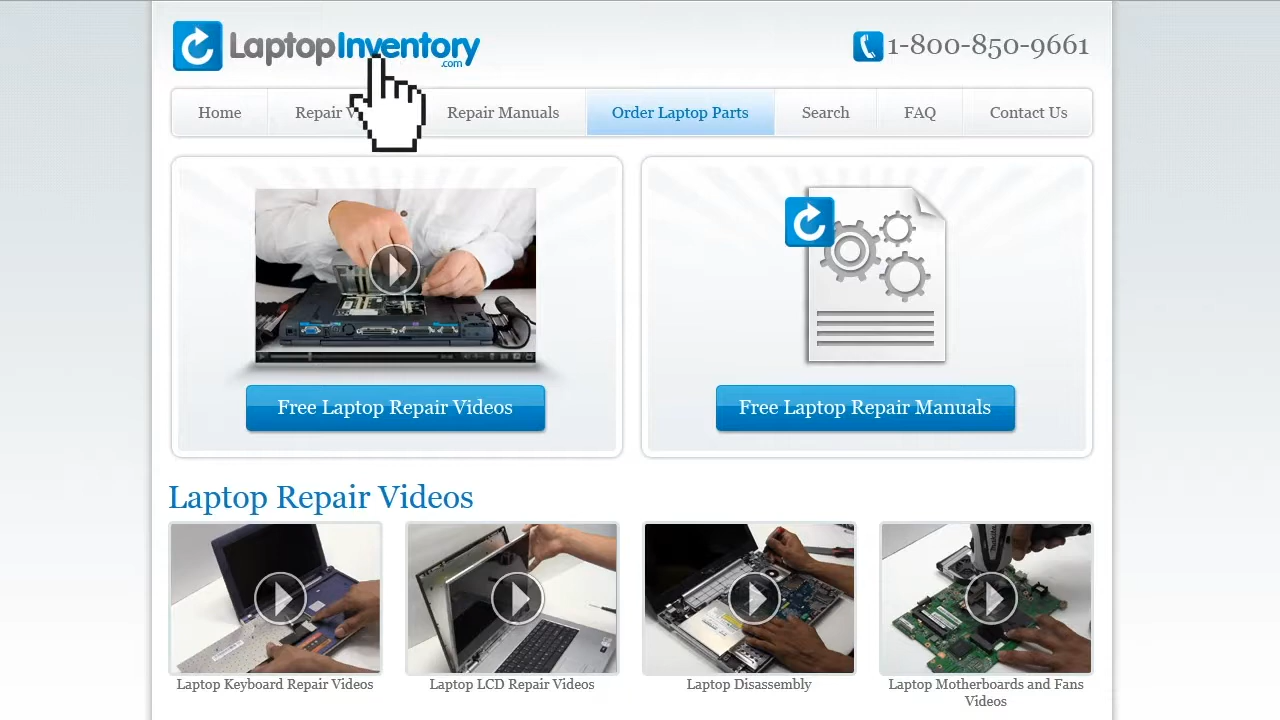 LaptopInventory
.com
1-800-850-9661
Home
Repair V
Repair Manuals
Order Laptop Parts
Search
FAQ
Contact Us
Free Laptop Repair Videos
Free Laptop Repair Manuals
Laptop Repair Videos
Laptop Keyboard Repair Videos
Laptop LCD Repair Videos
Laptop Disassembly
Laptop Motherboards and Fans
Videos